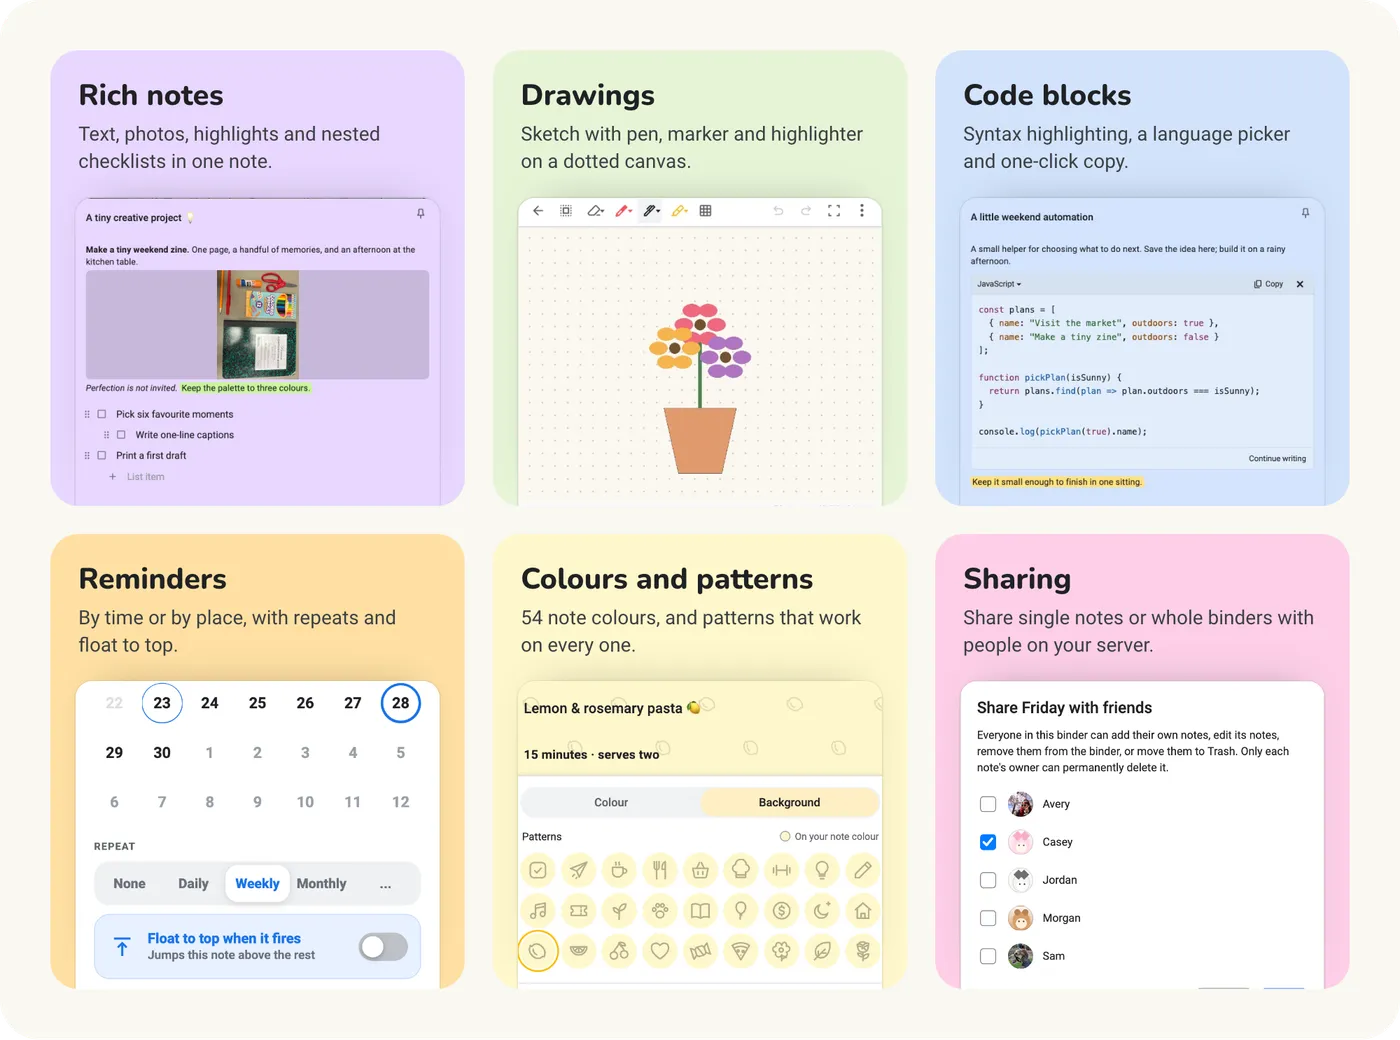 Rich notes
Text, photos, highlights and nested
checklists in one note.
A tiny creative project
Make a tiny weekend zine. One page, a handful of memories, and an afternoon at the
kitchen table.
Perfection is not invited. Keep the palette to three colours.
Pick six favourite moments
Write one-line captions
Print a first draft
+ List item
Drawings
Sketch with pen, marker and highlighter
on a dotted canvas.
Code blocks
Syntax highlighting, a language picker
and one-click copy.
A little weekend automation
A small helper for choosing what to do next. Save the idea here; build it on a rainy
afternoon.
JavaScript
Copy
const plans = [
{ name: "Visit the market", outdoors: true },
{ name: "Make a tiny zine", outdoors: false }
];
function pickPlan(isSunny) {
return plans.find(plan => plan.outdoors === isSunny);
}
console.log(pickPlan(true).name);
Continue writing
Keep it small enough to finish in one sitting.
Reminders
By time or by place, with repeats and
float to top.
22 23 24 25 26 27 28
29 30 1 2 3 4 5
6 7 8 9 10 11 12
REPEAT
None Daily Weekly Monthly ...
Float to top when it fires
Jumps this note above the rest
Colours and patterns
54 note colours, and patterns that work
on every one.
Lemon & rosemary pasta
15 minutes · serves two
Colour Background
Patterns On your note colour
Sharing
Share single notes or whole binders with
people on your server.
Share Friday with friends
Everyone in this binder can add their own notes, edit its notes,
remove them from the binder, or move them to Trash. Only each
note's owner can permanently delete it.
Avery
Casey
Jordan
Morgan
Sam